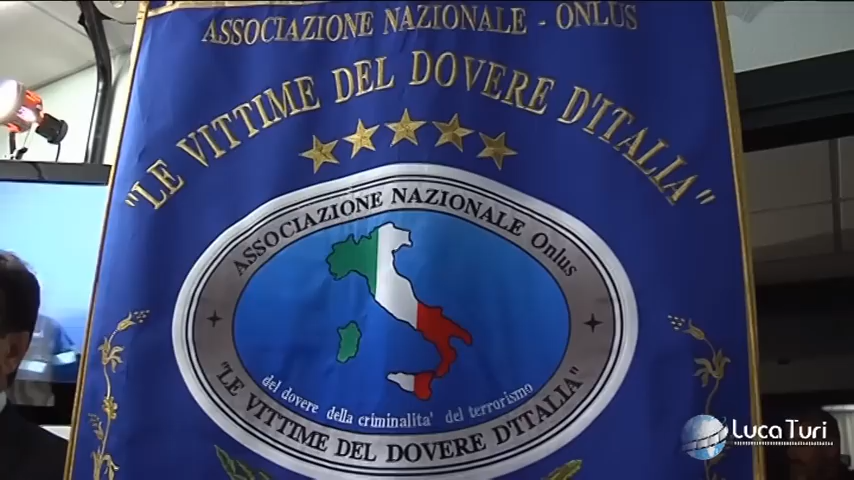 ASSOCIAZIONE NAZIONALE - ONLUS
"LE VITTIME DEL DOVERE D'ITALIA"
ASSOCIAZIONE NAZIONALE Onlus
del dovere della criminalita' del terrorismo
"LE VITTIME DEL DOVERE D'ITALIA"
LUCA TURI